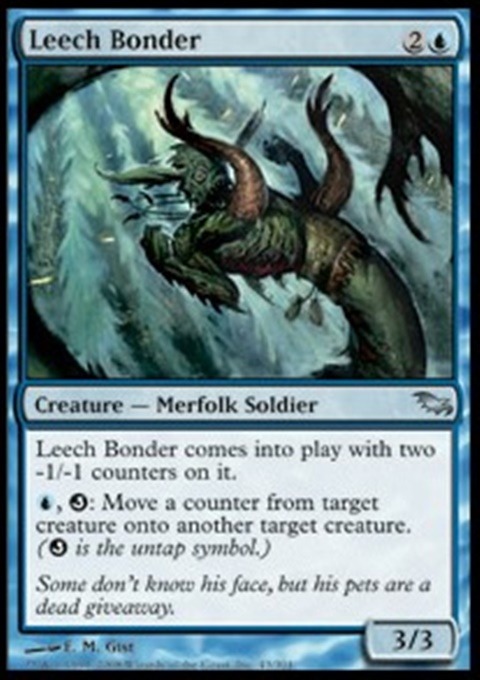 Leech Bonder
2
Creature — Merfolk Soldier
Leech Bonder comes into play with two
-1/-1 counters on it.
, : Move a counter from target
creature onto another target creature.
( is the untap symbol.)
Some don't know his face, but his pets are a
dead giveaway.
E. M. Gist
3/3